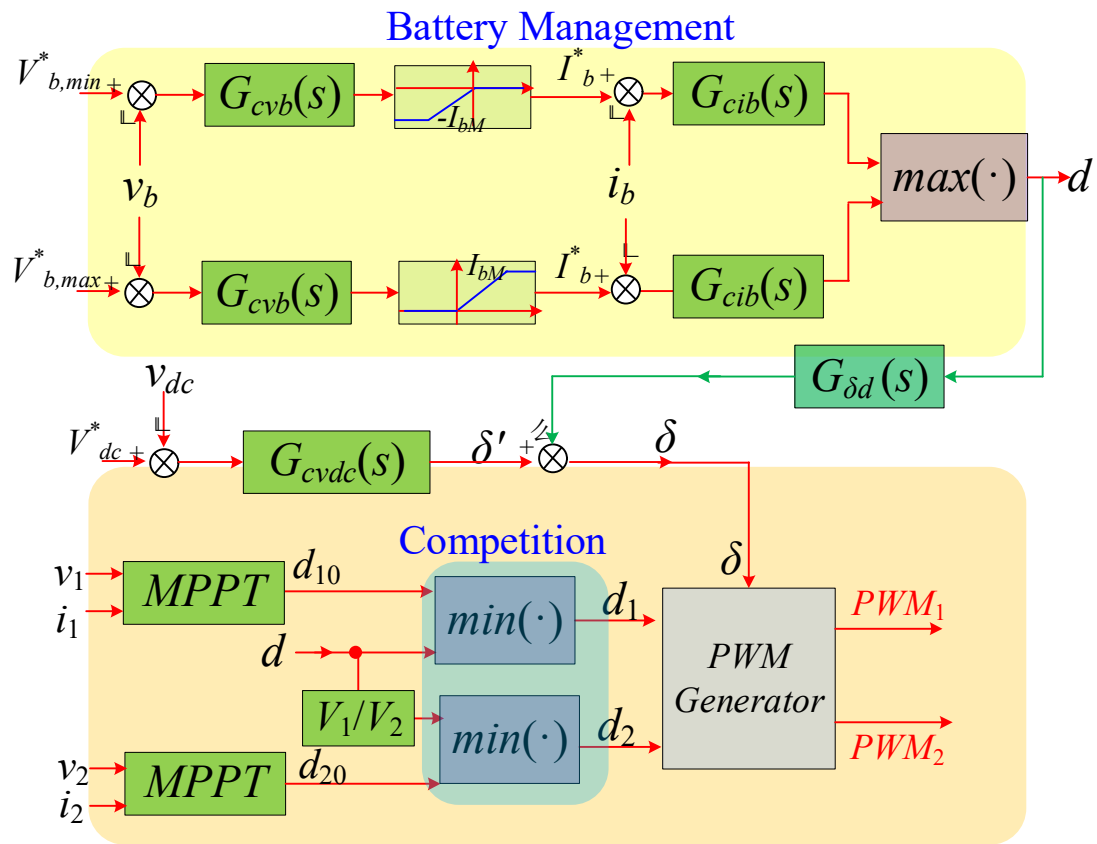 Battery Management
V*b,min +
Gcvb(s)
-IbM
I*b +
Gcib(s)
vb
ib
max(·)
d
V*b,max +
Gcvb(s)
IbM
I*b +
Gcib(s)
Gδd(s)
vdc
V*dc +
Gcvdc(s)
δ'
+
δ
Competition
δ
v1
i1
MPPT
d10
min(·)
d1
d
V1/V2
PWM
Generator
PWM1
min(·)
d2
PWM2
v2
i2
MPPT
d20